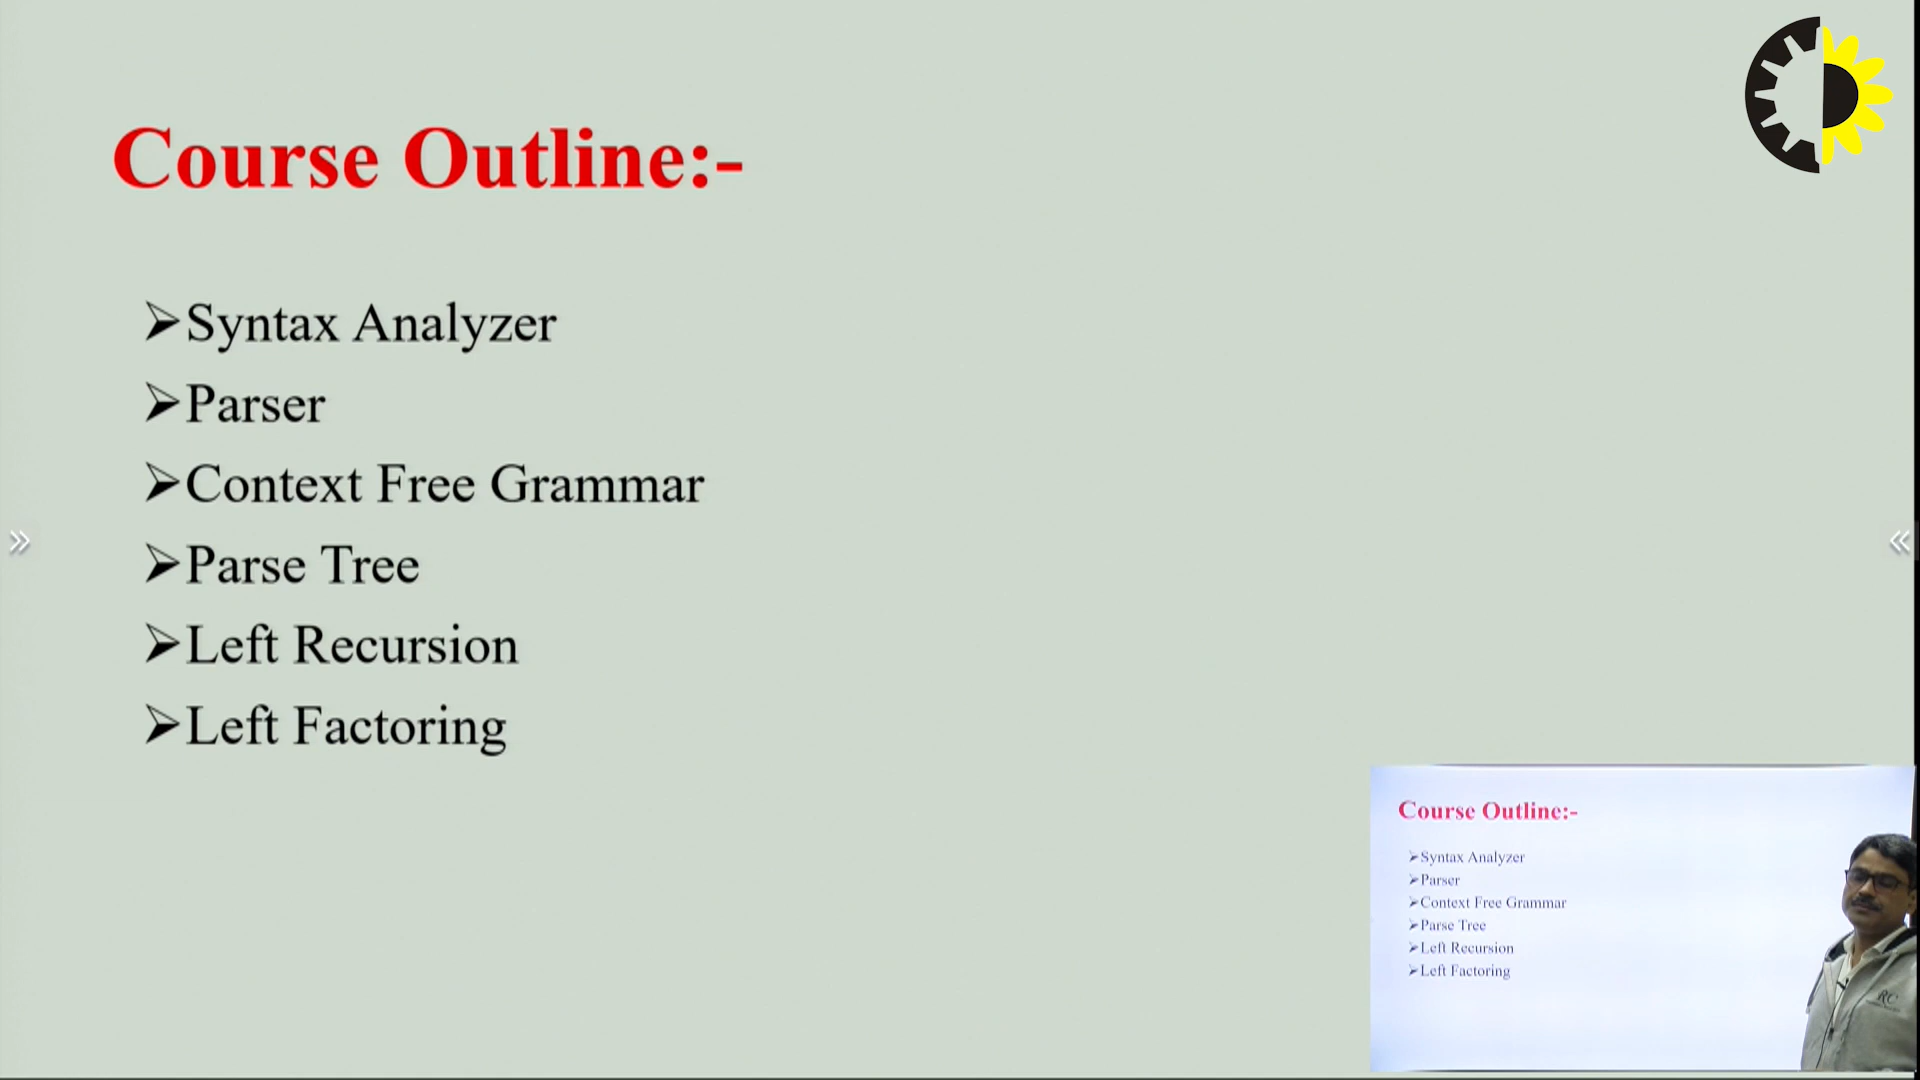 Course Outline:-
➢Syntax Analyzer
➢Parser
➢Context Free Grammar
➢Parse Tree
➢Left Recursion
➢Left Factoring
Course Outline:-
➢Syntax Analyzer
➢Parser
➢Context Free Grammar
➢Parse Tree
➢Left Recursion
➢Left Factoring
RC